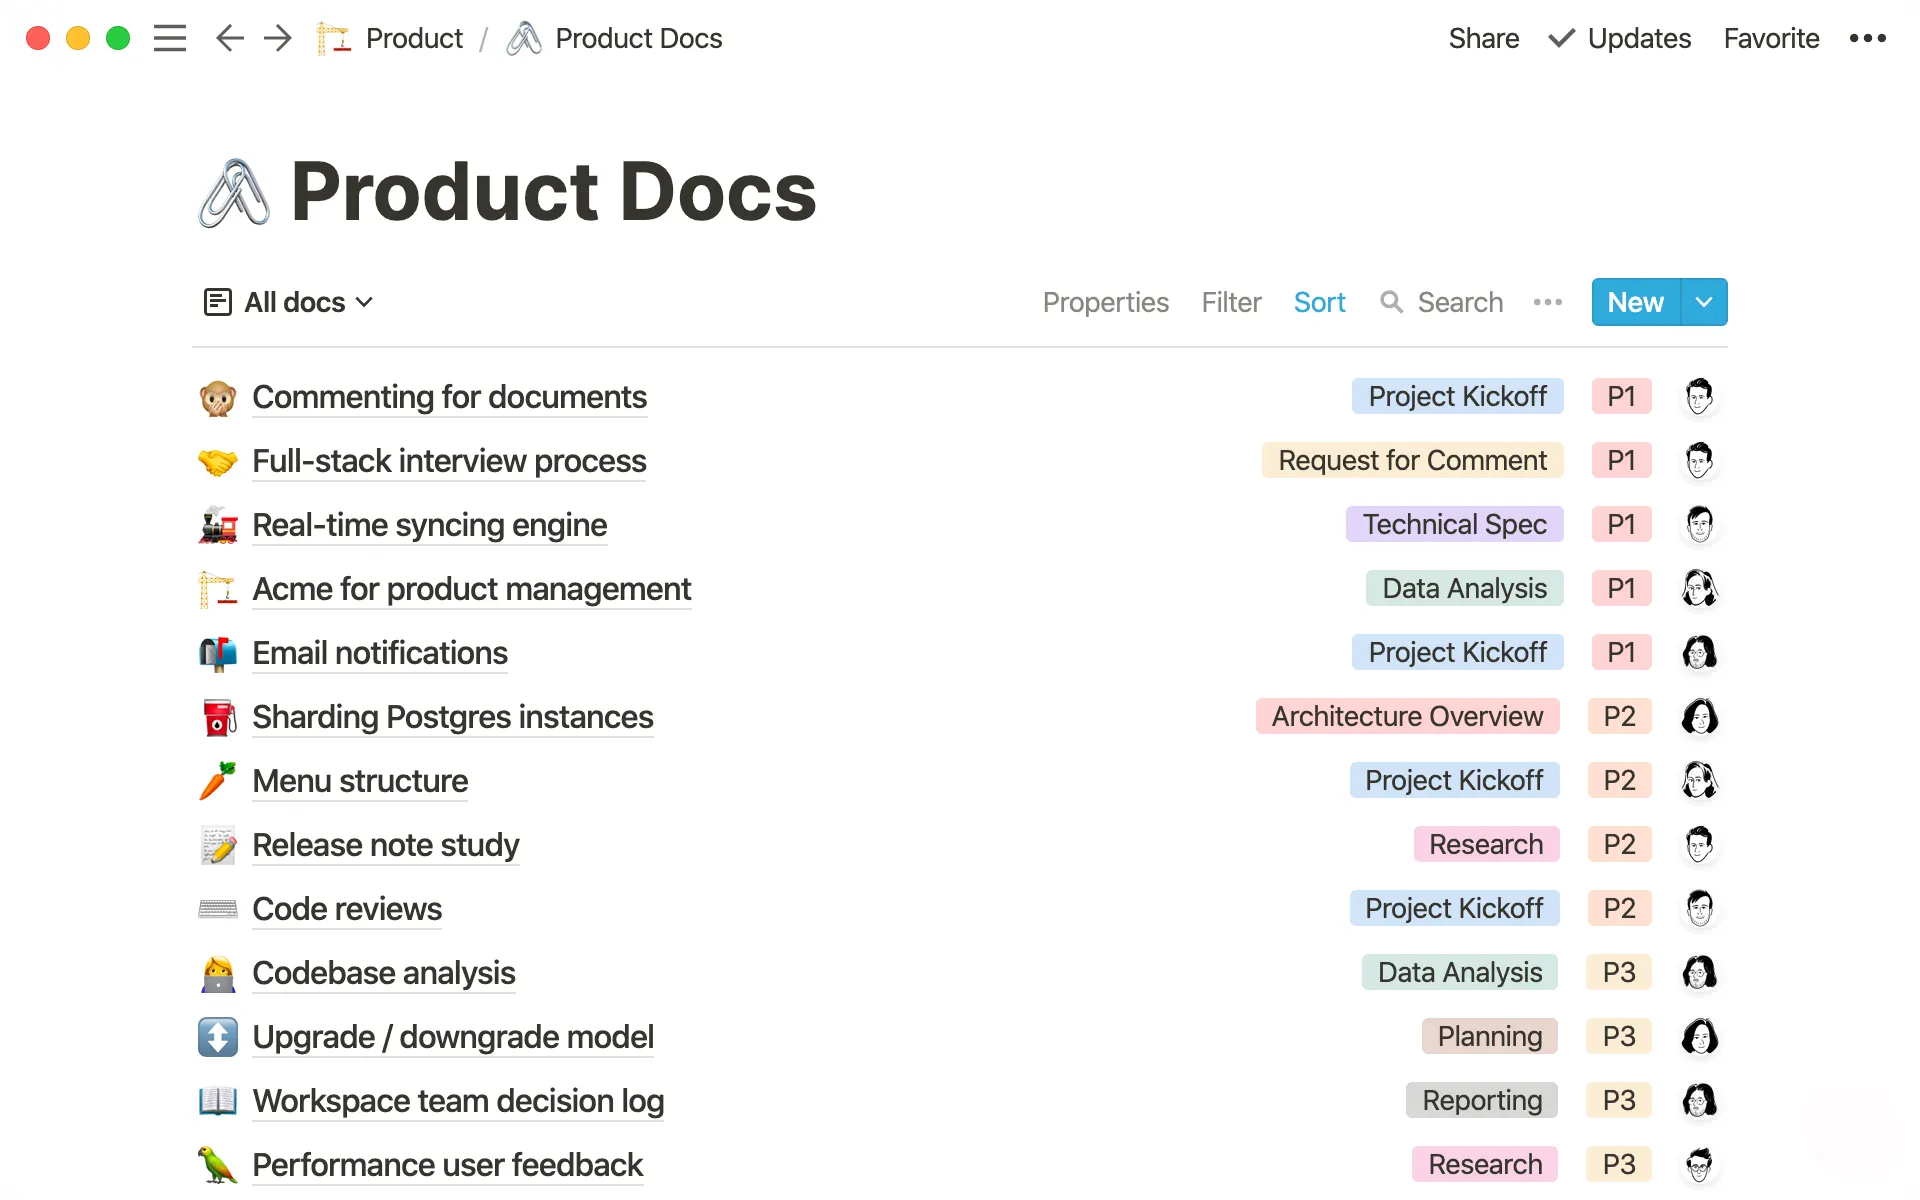 Product / Product Docs Share Updates Favorite
Product Docs
All docs Properties Filter Sort Search New
Commenting for documents Project Kickoff P1
Full-stack interview process Request for Comment P1
Real-time syncing engine Technical Spec P1
Acme for product management Data Analysis P1
Email notifications Project Kickoff P1
Sharding Postgres instances Architecture Overview P2
Menu structure Project Kickoff P2
Release note study Research P2
Code reviews Project Kickoff P2
Codebase analysis Data Analysis P3
Upgrade / downgrade model Planning P3
Workspace team decision log Reporting P3
Performance user feedback Research P3